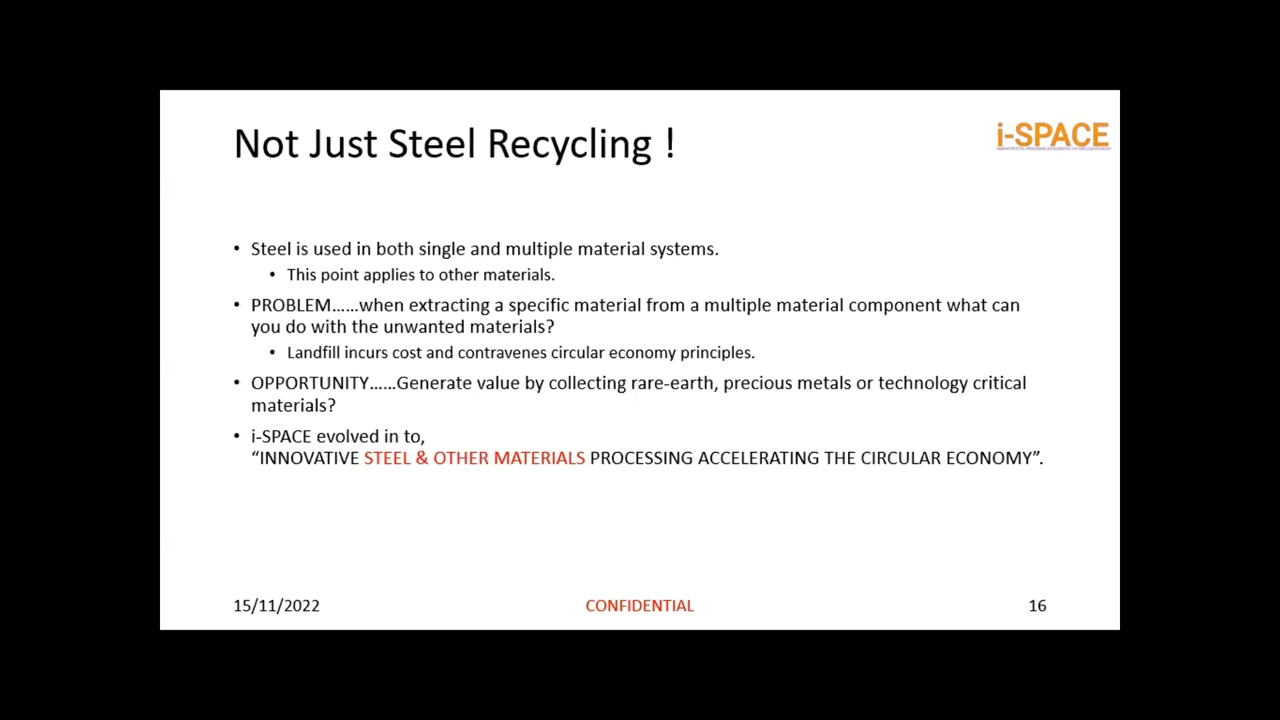 Not Just Steel Recycling !
i-SPACE
• Steel is used in both single and multiple material systems.
• This point applies to other materials.
• PROBLEM......when extracting a specific material from a multiple material component what can
you do with the unwanted materials?
• Landfill incurs cost and contravenes circular economy principles.
• OPPORTUNITY......Generate value by collecting rare-earth, precious metals or technology critical
materials?
• i-SPACE evolved in to,
“INNOVATIVE STEEL & OTHER MATERIALS PROCESSING ACCELERATING THE CIRCULAR ECONOMY”.
15/11/2022
CONFIDENTIAL
16